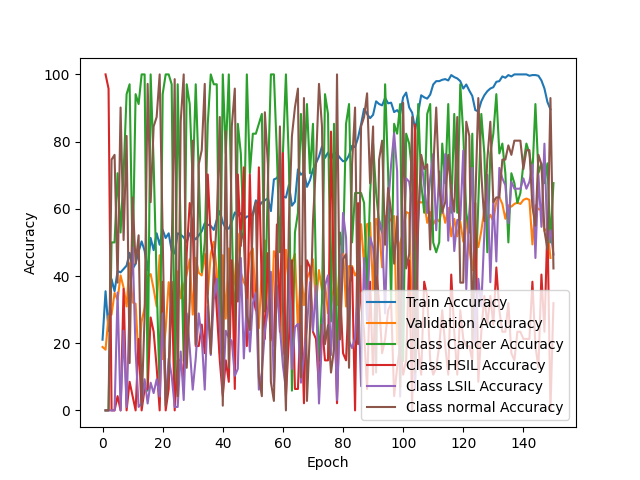 100
80
60
40
20
0
Accuracy
Train Accuracy
Validation Accuracy
Class Cancer Accuracy
Class HSIL Accuracy
Class LSIL Accuracy
Class normal Accuracy
0 20 40 60 80 100 120 140
Epoch